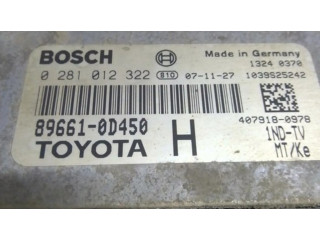 BOSCH Made in Germany
1324 0370
0 281 012 322 810 07-11-27 1039S25242
89661-0D450 H
407918-0978
TOYOTA 1ND-TV
MT/Ke